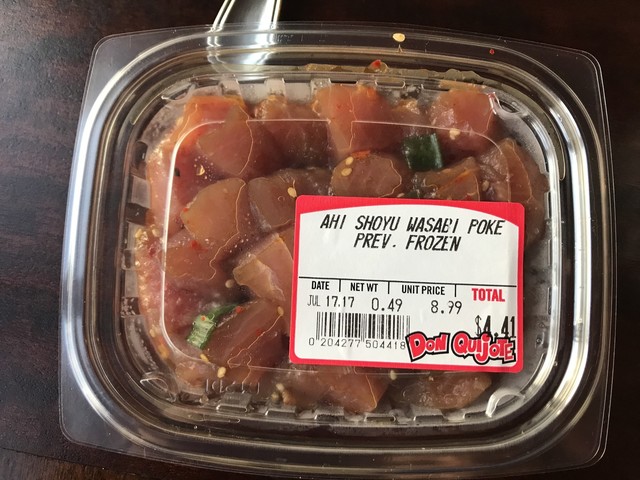 AHI SHOYU WASABI POKE
PREV. FROZEN
DATE NET WT UNIT PRICE TOTAL
JUL 17.17 0.49 8.99
$4.41
0 204277 504418
DON QUIJOTE